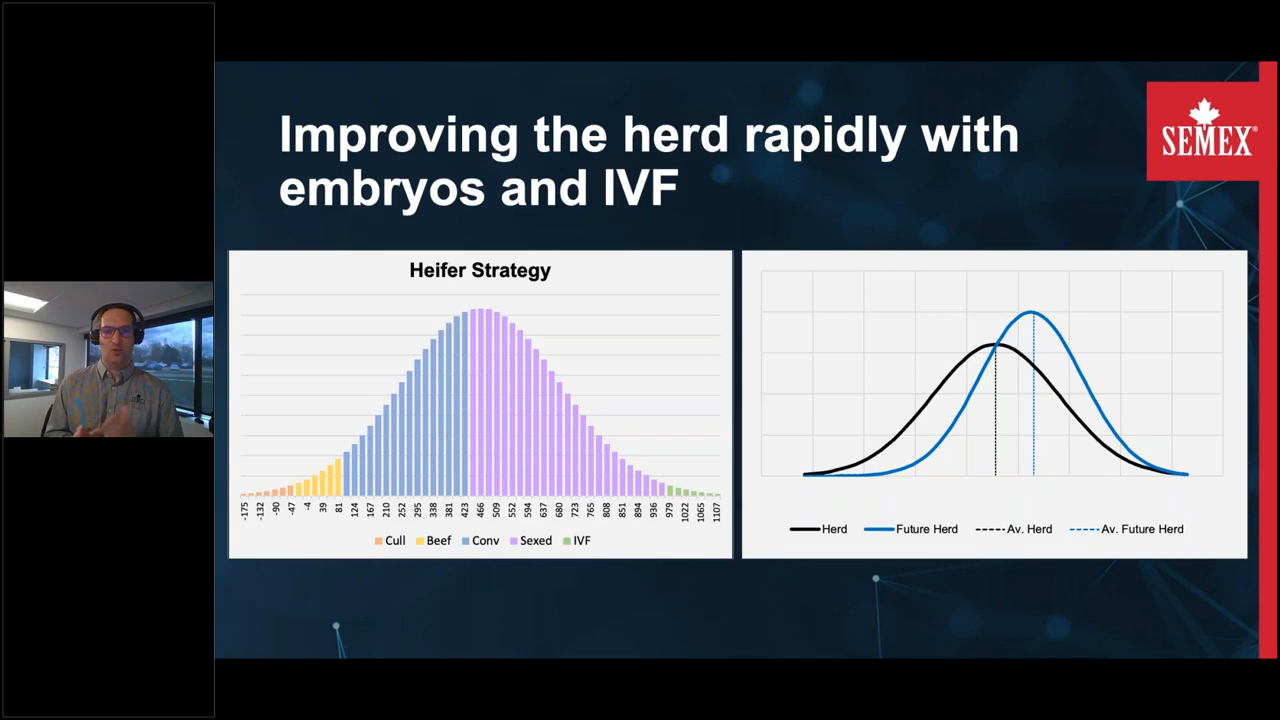 Improving the herd rapidly with
embryos and IVF
SEMEX®
Heifer Strategy
-175 -132 -90 -47 -4 39 81 124 167 210 252 295 338 381 423 466 509 552 594 637 680 723 765 808 851 894 936 979 1022 1065 1107
Cull Beef Conv Sexed IVF
Herd Future Herd Av. Herd Av. Future Herd